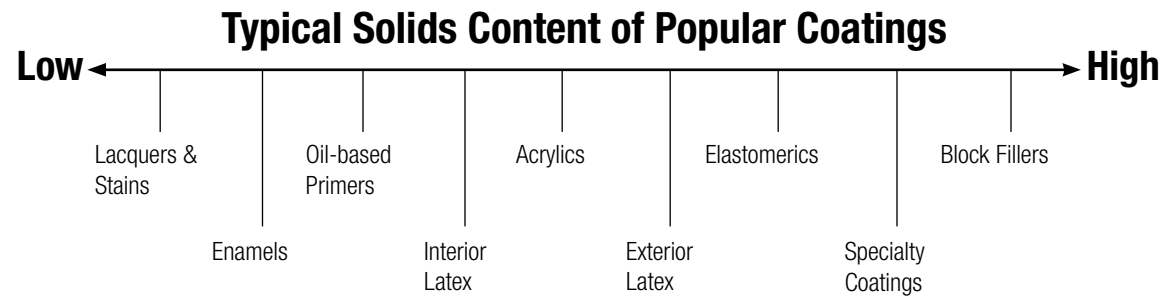 Typical Solids Content of Popular Coatings
Low
High
Lacquers &
Stains
Oil-based
Primers
Acrylics
Elastomerics
Block Fillers
Enamels
Interior
Latex
Exterior
Latex
Specialty
Coatings